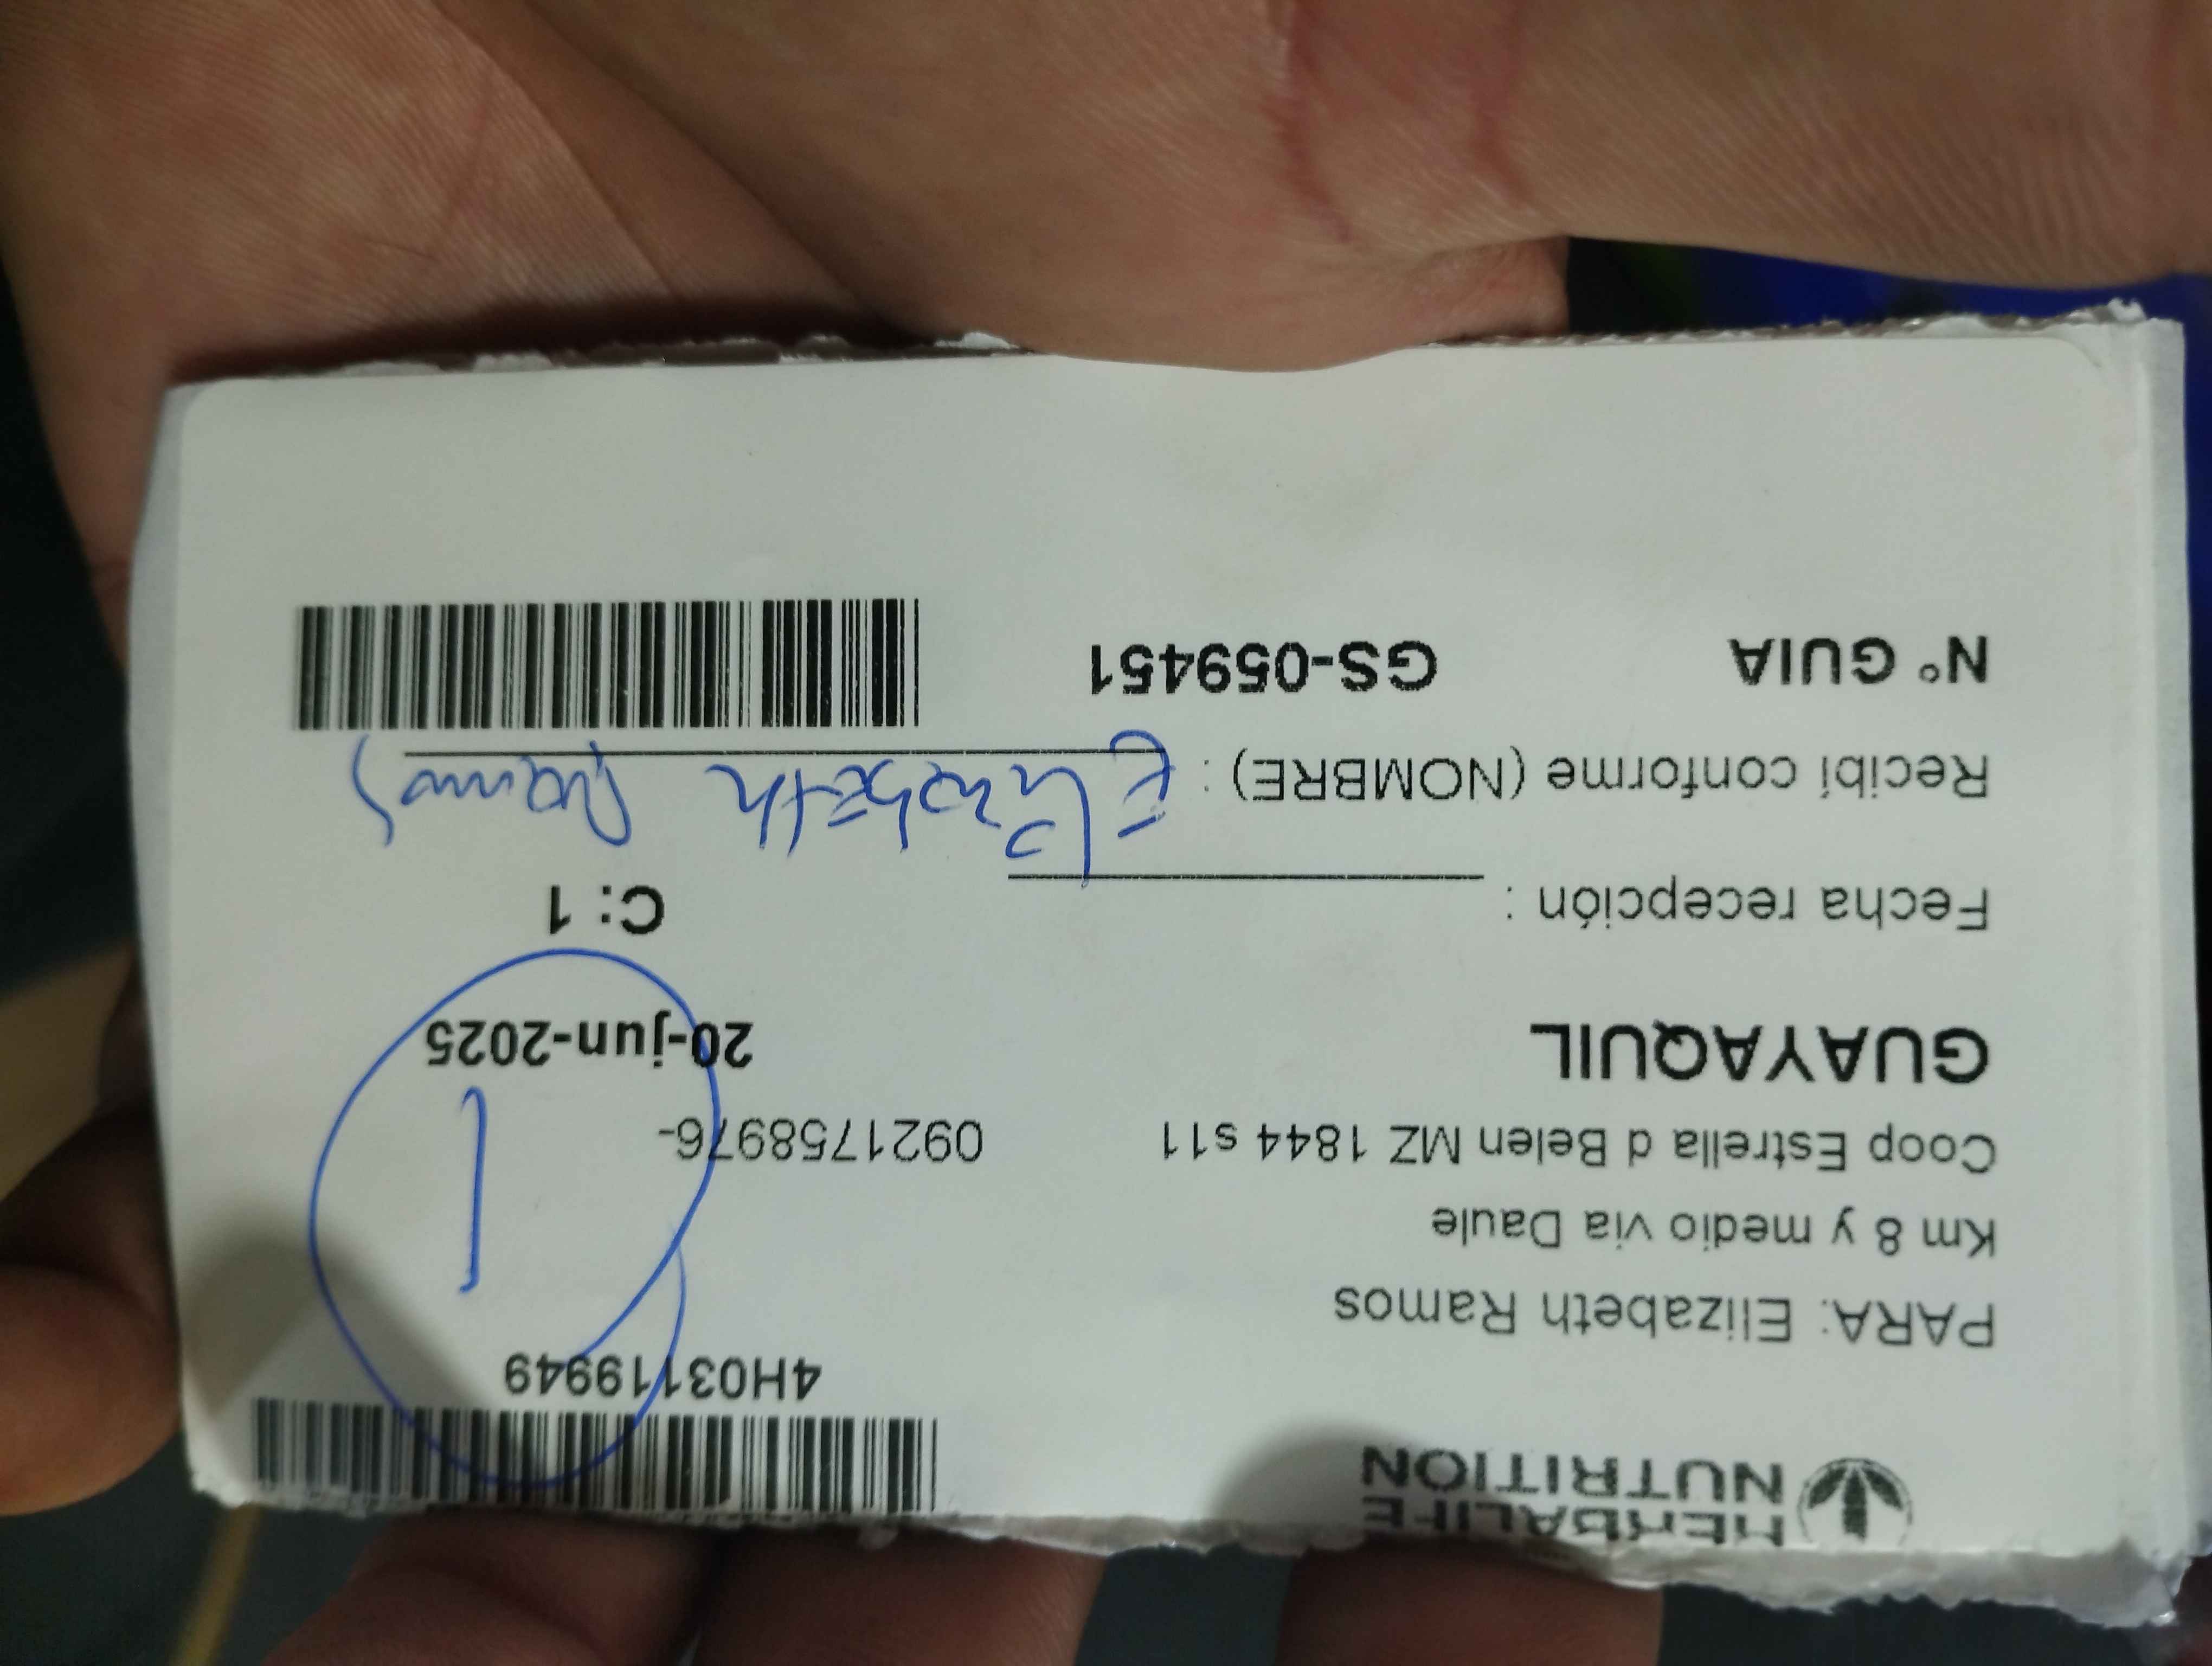 HERBALIFE
NUTRITION
4H03119949
PARA: Elizabeth Ramos
Km 8 y medio via Daule
Coop Estrella d Belen MZ 1844 s11 0921758976-
1
GUAYAQUIL 20-jun-2025
Fecha recepción : C: 1
Recibí conforme (NOMBRE) : Elizabeth Ramos
N° GUIA GS-059451